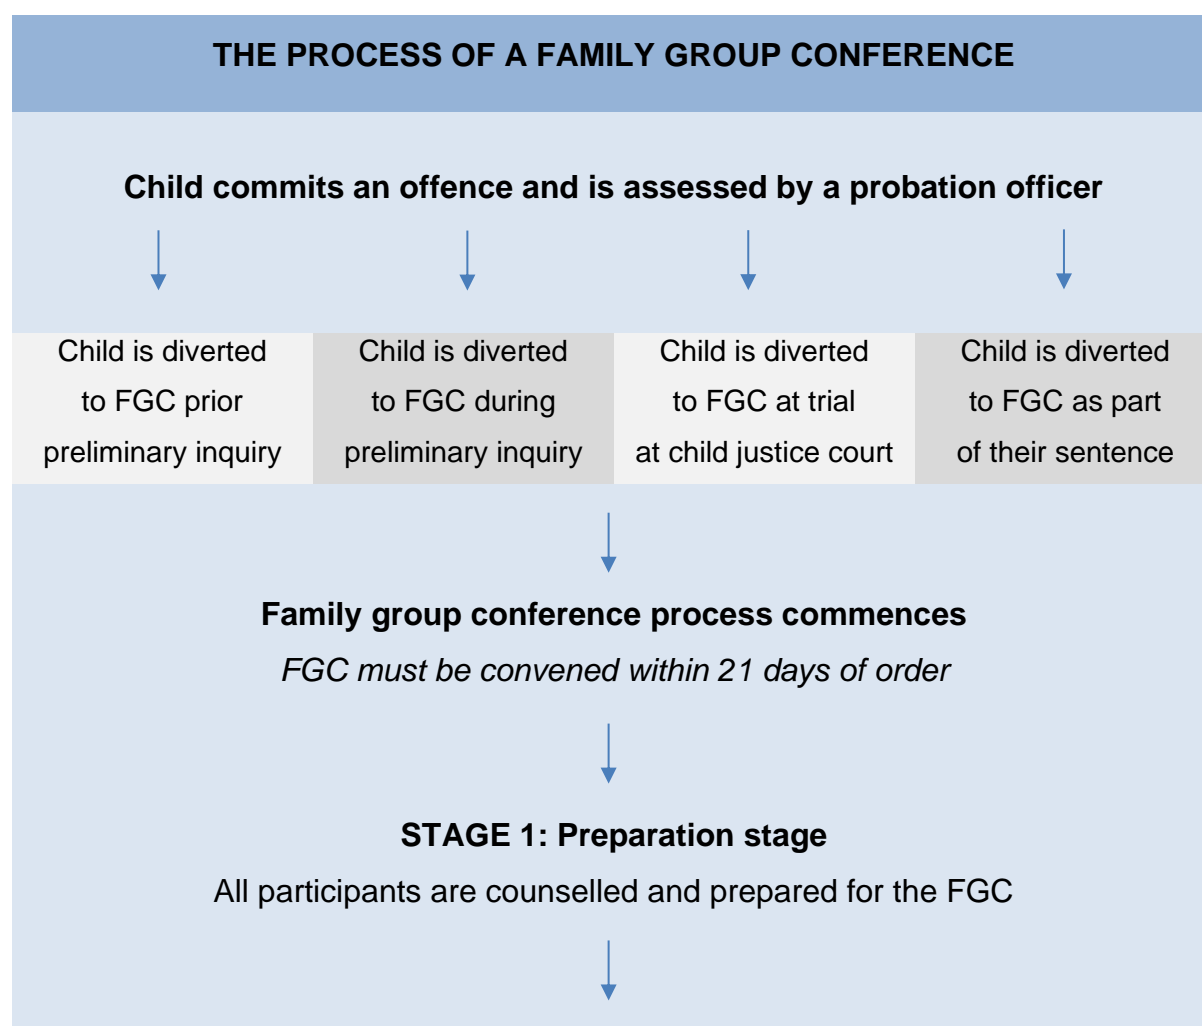 THE PROCESS OF A FAMILY GROUP CONFERENCE
Child commits an offence and is assessed by a probation officer
Child is diverted
to FGC prior
preliminary inquiry
Child is diverted
to FGC during
preliminary inquiry
Child is diverted
to FGC at trial
at child justice court
Child is diverted
to FGC as part
of their sentence
Family group conference process commences
FGC must be convened within 21 days of order
STAGE 1: Preparation stage
All participants are counselled and prepared for the FGC